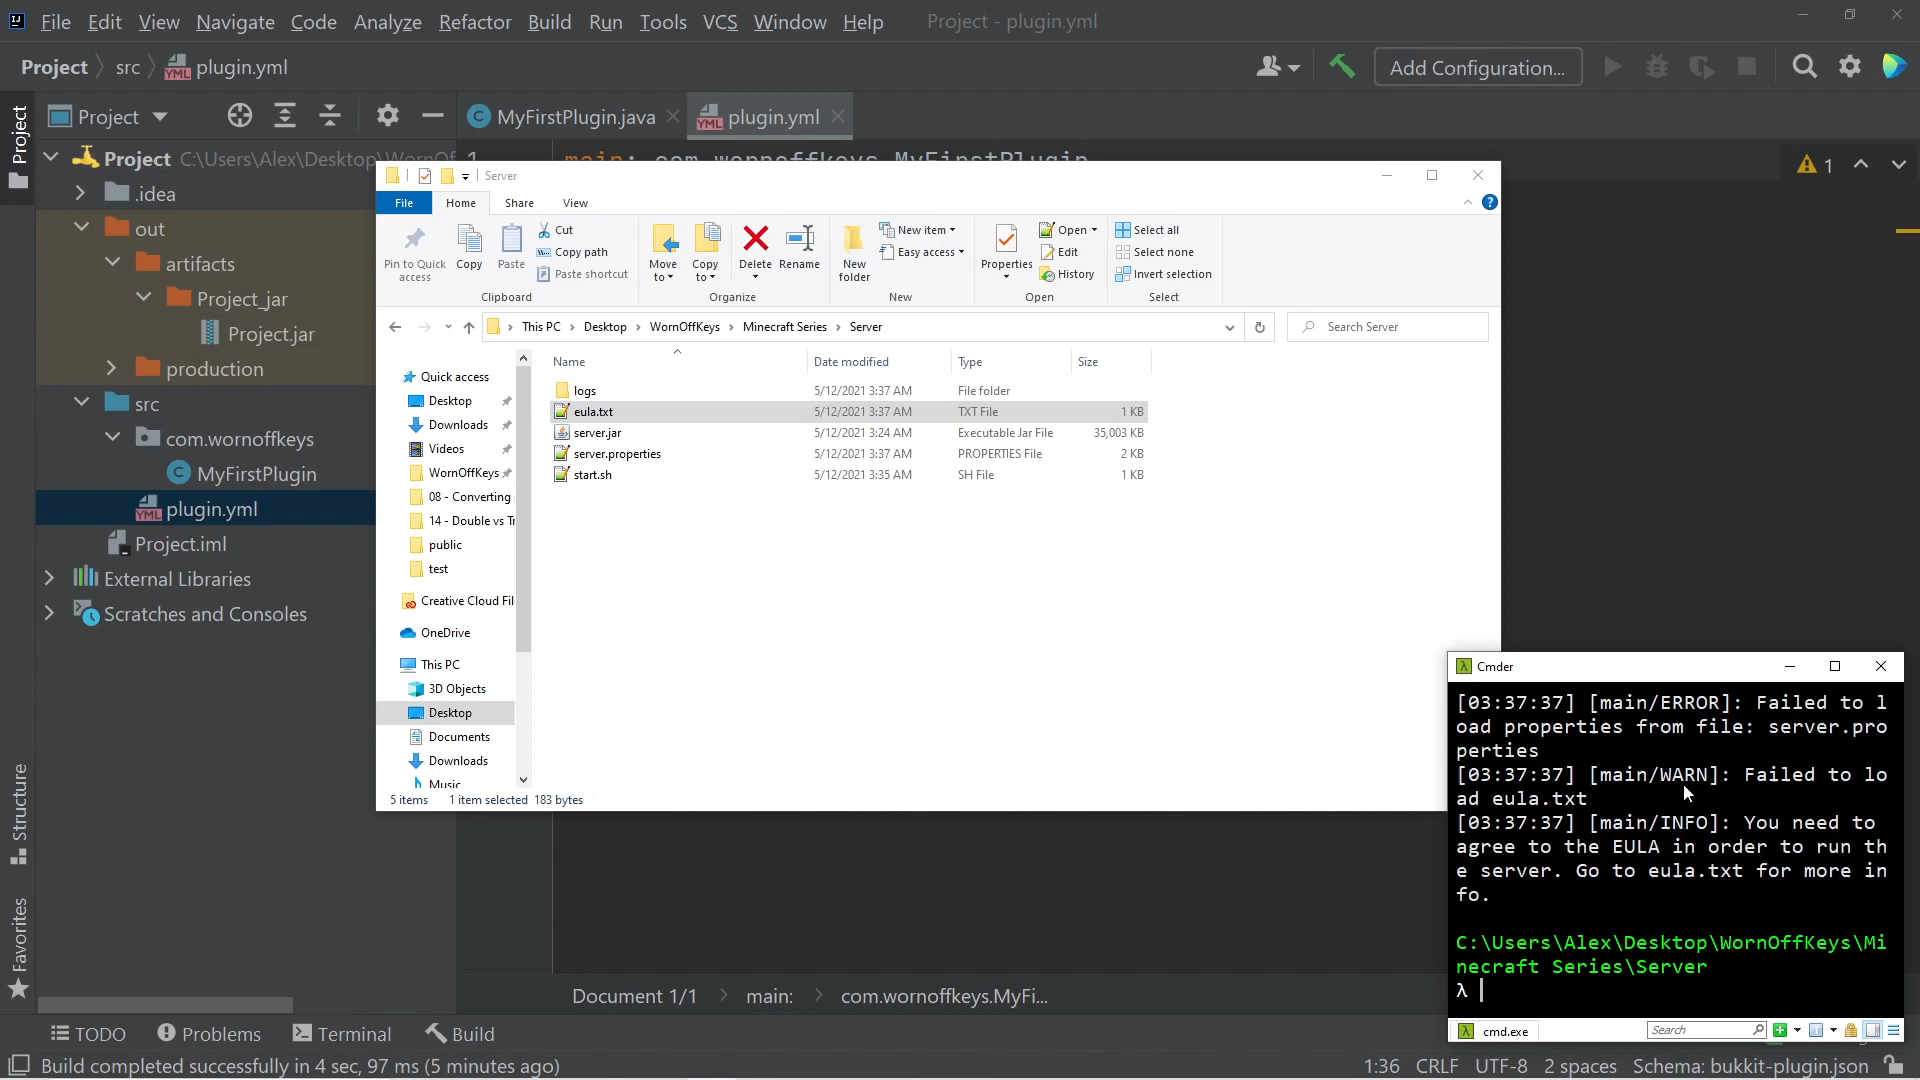 File Edit View Navigate Code Analyze Refactor Build Run Tools VCS Window Help Project - plugin.yml
Project src plugin.yml Add Configuration...
Project MyFirstPlugin.java plugin.yml
Project
Project C:\Users\Alex\Desktop\WornOf 1 main: com.wornoffkeys.MyFirstPlugin
1
.idea
out
artifacts
Project_jar
Project.jar
production
src
com.wornoffkeys
MyFirstPlugin
plugin.yml
Project.iml
External Libraries
Scratches and Consoles
Structure
Favorites
Server
File Home Share View
Pin to Quick access
Copy
Paste
Cut
Copy path
Paste shortcut
Clipboard
Move to
Copy to
Delete
Rename
Organize
New folder
New item
Easy access
New
Properties
Open
Edit
History
Open
Select all
Select none
Invert selection
Select
This PC Desktop WornOffKeys Minecraft Series Server
Search Server
Name Date modified Type Size
logs 5/12/2021 3:37 AM File folder
eula.txt 5/12/2021 3:37 AM TXT File 1 KB
server.jar 5/12/2021 3:24 AM Executable Jar File 35,003 KB
server.properties 5/12/2021 3:37 AM PROPERTIES File 2 KB
start.sh 5/12/2021 3:35 AM SH File 1 KB
Quick access
Desktop
Downloads
Videos
WornOffKeys
08 - Converting
14 - Double vs Tr
public
test
Creative Cloud Fil
OneDrive
This PC
3D Objects
Desktop
Documents
Downloads
Music
5 items 1 item selected 183 bytes
Cmder
[03:37:37] [main/ERROR]: Failed to l
oad properties from file: server.pro
perties
[03:37:37] [main/WARN]: Failed to lo
ad eula.txt
[03:37:37] [main/INFO]: You need to
agree to the EULA in order to run th
e server. Go to eula.txt for more in
fo.
C:\Users\Alex\Desktop\WornOffKeys\Mi
necraft Series\Server
λ
cmd.exe Search
Document 1/1 main: com.wornoffkeys.MyFi...
TODO Problems Terminal Build
Build completed successfully in 4 sec, 97 ms (5 minutes ago) 1:36 CRLF UTF-8 2 spaces Schema: bukkit-plugin.json